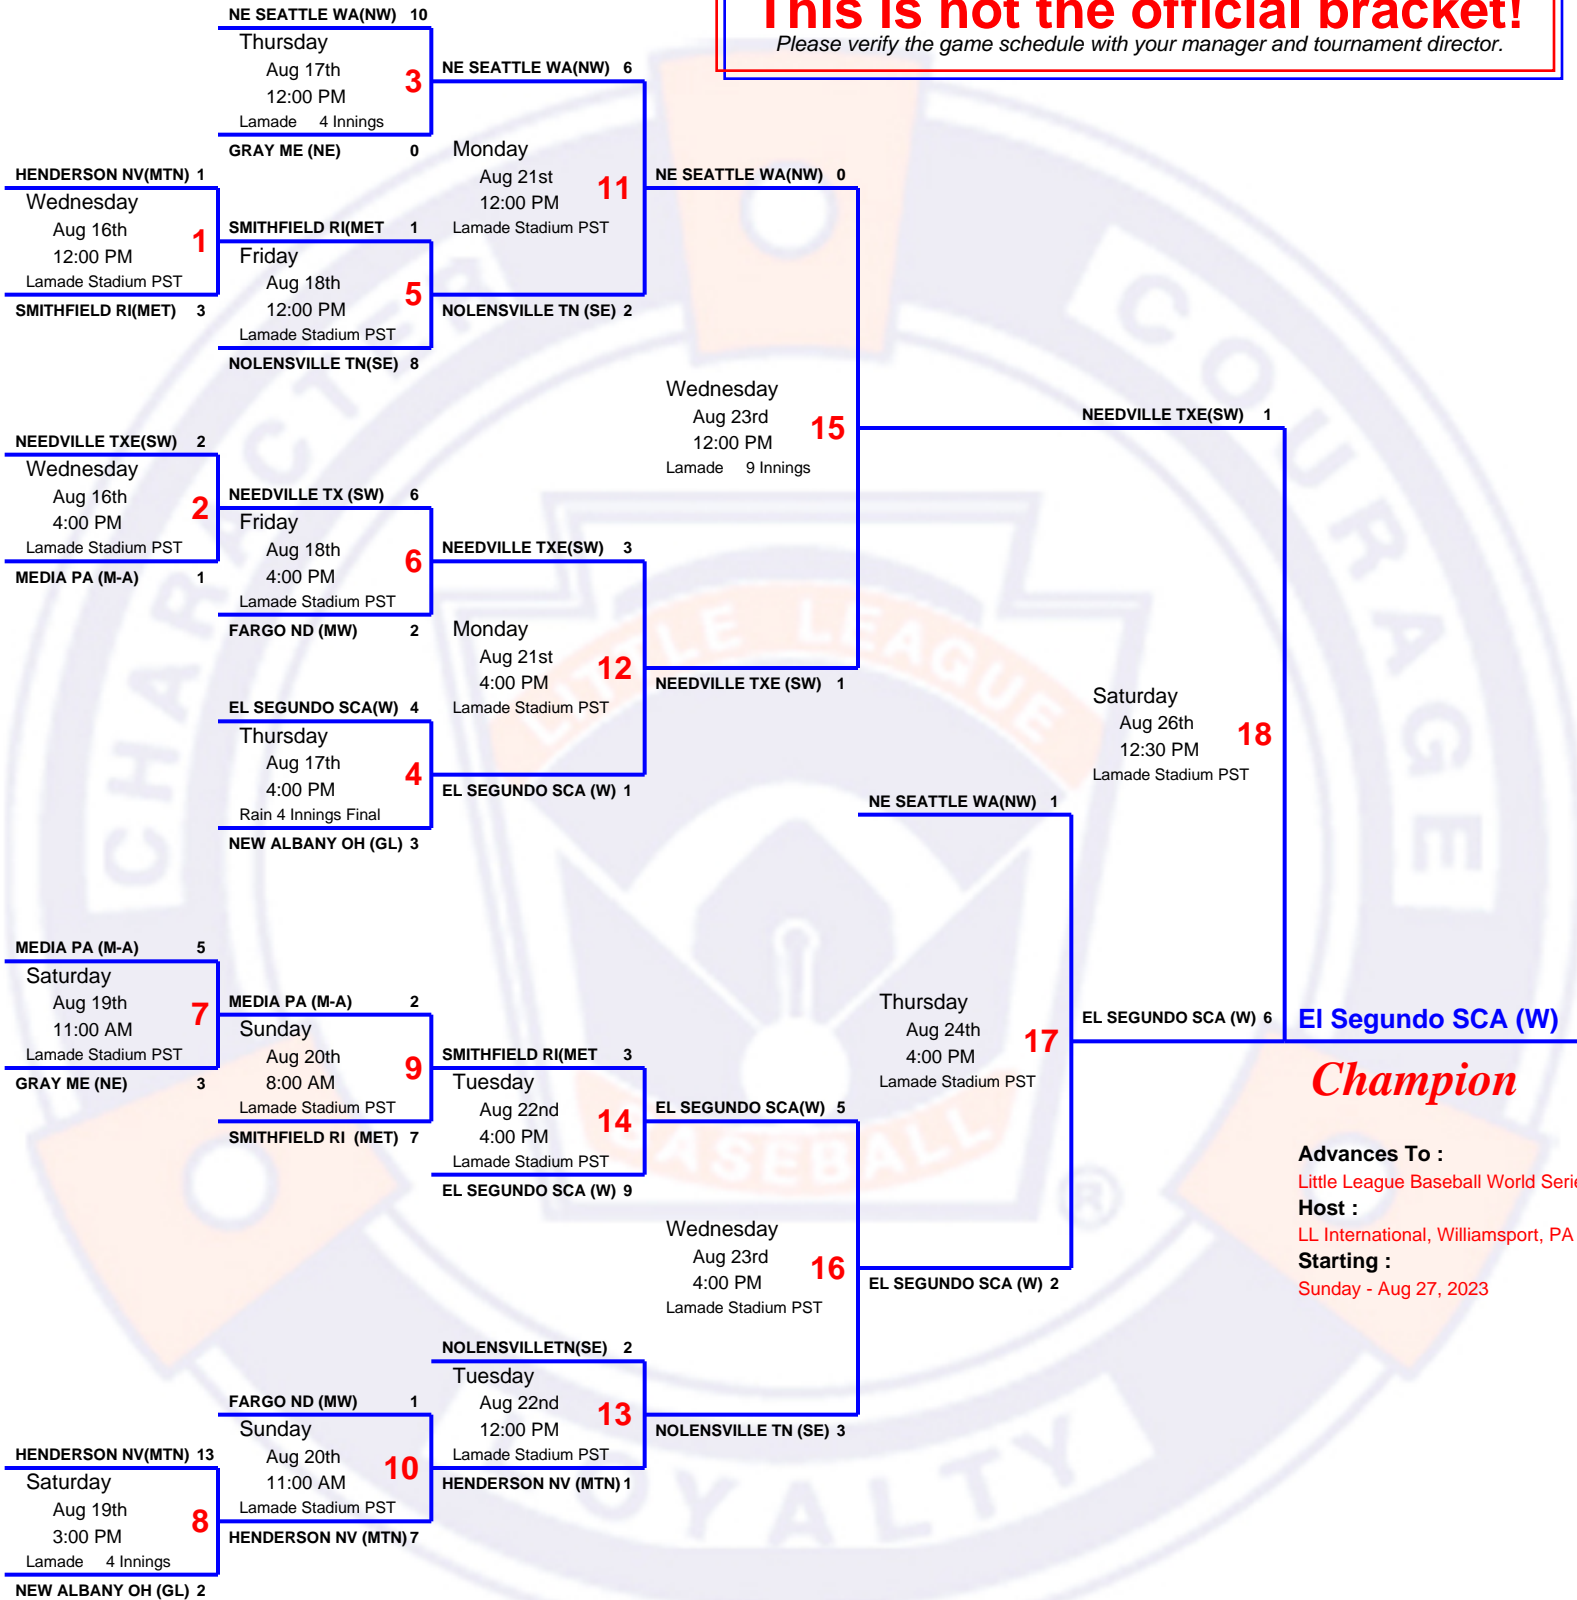 This is not the official bracket!
Please verify the game schedule with your manager and tournament director.
NE SEATTLE WA(NW) 10
Thursday
Aug 17th
12:00 PM
3
Lamade 4 Innings
GRAY ME (NE) 0
HENDERSON NV(MTN) 1
Wednesday
Aug 16th
12:00 PM
1
Lamade Stadium PST
SMITHFIELD RI(MET) 3
SMITHFIELD RI(MET 1
Friday
Aug 18th
12:00 PM
5
Lamade Stadium PST
NOLENSVILLE TN(SE) 8
NE SEATTLE WA(NW) 6
Monday
Aug 21st
12:00 PM
11
Lamade Stadium PST
NOLENSVILLE TN (SE) 2
NEEDVILLE TXE(SW) 2
Wednesday
Aug 16th
4:00 PM
2
Lamade Stadium PST
MEDIA PA (M-A) 1
NEEDVILLE TX (SW) 6
Friday
Aug 18th
4:00 PM
6
Lamade Stadium PST
FARGO ND (MW) 2
EL SEGUNDO SCA(W) 4
Thursday
Aug 17th
4:00 PM
4
Rain 4 Innings Final
NEW ALBANY OH (GL) 3
NEEDVILLE TXE(SW) 3
Monday
Aug 21st
4:00 PM
12
Lamade Stadium PST
EL SEGUNDO SCA (W) 1
NE SEATTLE WA(NW) 0
Wednesday
Aug 23rd
12:00 PM
15
Lamade 9 Innings
NEEDVILLE TXE (SW) 1
MEDIA PA (M-A) 5
Saturday
Aug 19th
11:00 AM
7
Lamade Stadium PST
GRAY ME (NE) 3
MEDIA PA (M-A) 2
Sunday
Aug 20th
8:00 AM
9
Lamade Stadium PST
SMITHFIELD RI (MET) 7
SMITHFIELD RI(MET 3
Tuesday
Aug 22nd
4:00 PM
14
Lamade Stadium PST
EL SEGUNDO SCA (W) 9
HENDERSON NV(MTN) 13
Saturday
Aug 19th
3:00 PM
8
Lamade 4 Innings
NEW ALBANY OH (GL) 2
FARGO ND (MW) 1
Sunday
Aug 20th
11:00 AM
10
Lamade Stadium PST
HENDERSON NV (MTN) 7
NOLENSVILLETN(SE) 2
Tuesday
Aug 22nd
12:00 PM
13
Lamade Stadium PST
HENDERSON NV (MTN) 1
EL SEGUNDO SCA(W) 5
Wednesday
Aug 23rd
4:00 PM
16
Lamade Stadium PST
NOLENSVILLE TN (SE) 3
NE SEATTLE WA(NW) 1
Thursday
Aug 24th
4:00 PM
17
Lamade Stadium PST
EL SEGUNDO SCA (W) 2
NEEDVILLE TXE(SW) 1
Saturday
Aug 26th
12:30 PM
18
Lamade Stadium PST
EL SEGUNDO SCA (W) 6
El Segundo SCA (W)
Champion
Advances To :
Little League Baseball World Serie
Host :
LL International, Williamsport, PA
Starting :
Sunday - Aug 27, 2023
CHARACTER
COURAGE
LOYALTY
LITTLE LEAGUE
BASEBALL
®